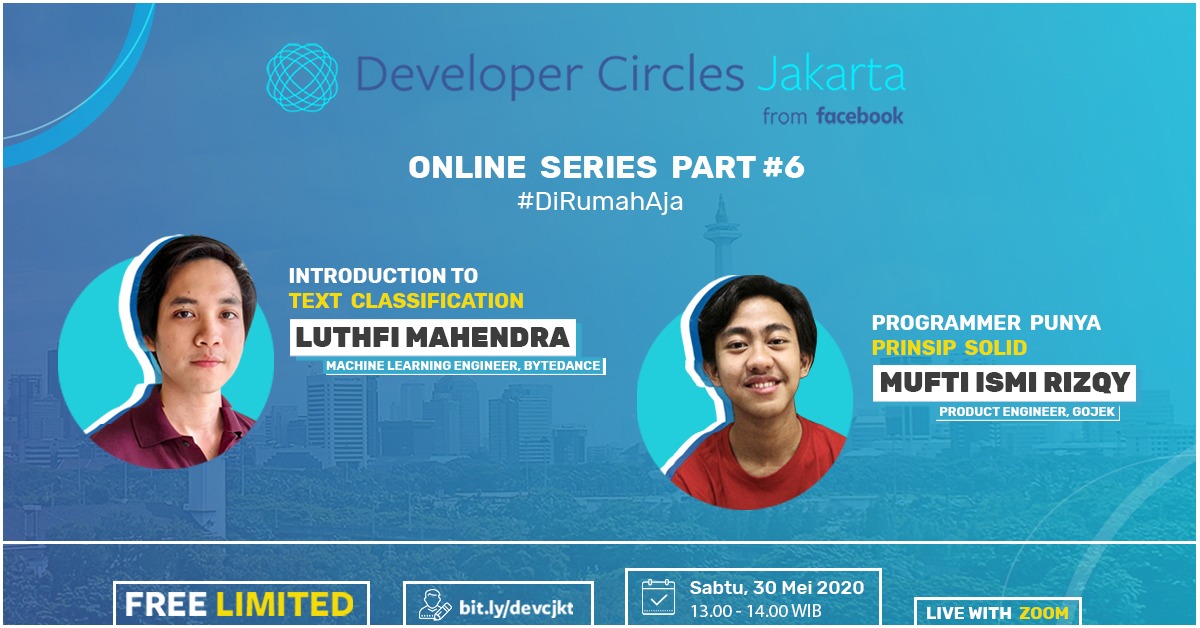 Developer Circles Jakarta
from facebook
ONLINE SERIES PART #6
#DiRumahAja
INTRODUCTION TO
TEXT CLASSIFICATION
LUTHFI MAHENDRA
MACHINE LEARNING ENGINEER, BYTEDANCE
PROGRAMMER PUNYA
PRINSIP SOLID
MUFTI ISMI RIZQY
PRODUCT ENGINEER, GOJEK
FREE LIMITED
bit.ly/devcjkt
Sabtu, 30 Mei 2020
13.00 - 14.00 WIB
LIVE WITH ZOOM